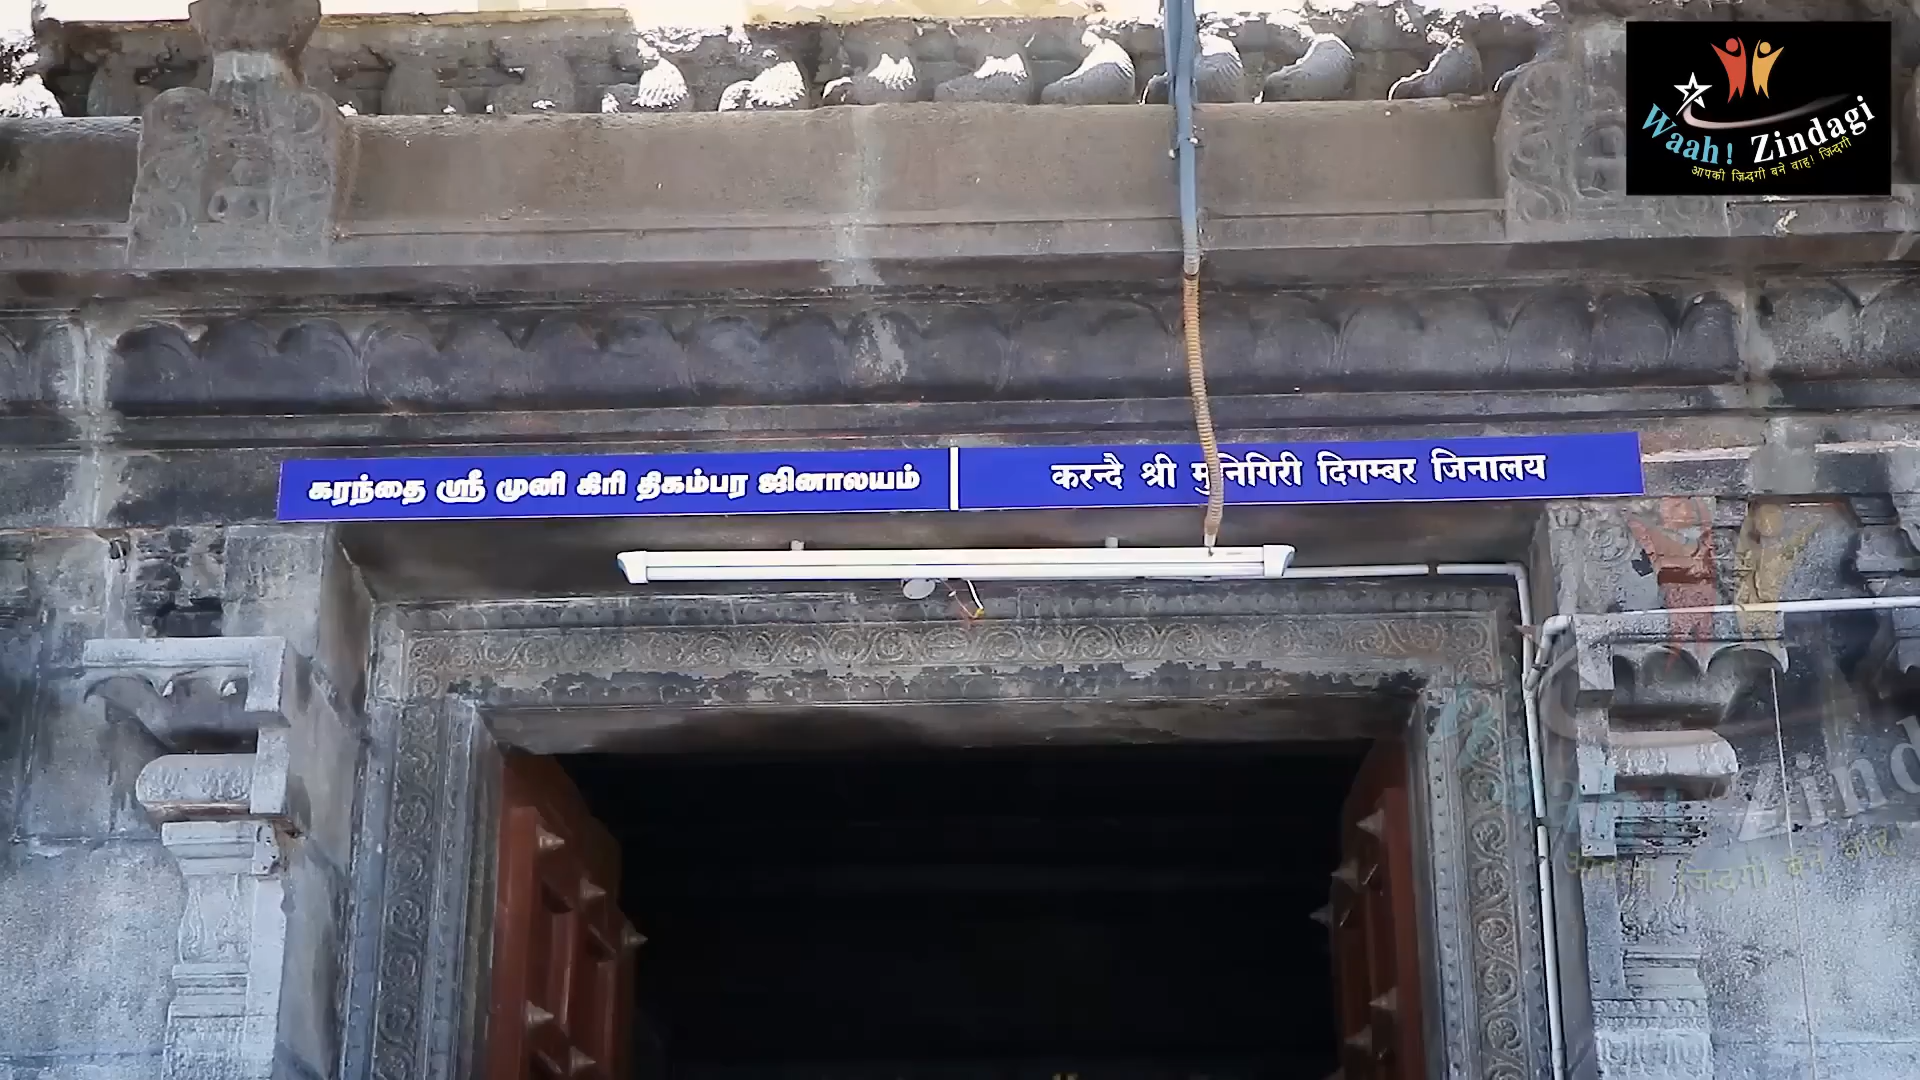 Waah! Zindagi
आपकी ज़िन्दगी बने वाह! ज़िन्दगी
கரந்தை ஸ்ரீ முனி கிரி திகம்பர ஜினாலயம்
करन्दै श्री मुनिगिरी दिगम्बर जिनालय